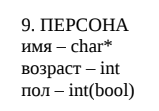 9. ПЕРСОНА
имя – char*
возраст – int
пол – int(bool)